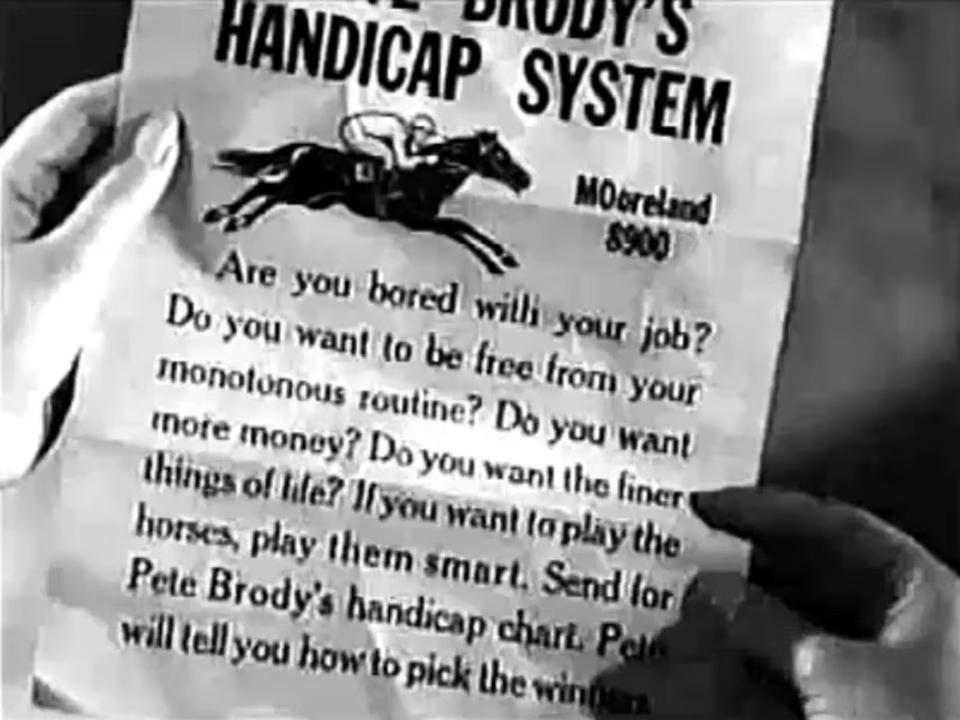 BRODY'S
HANDICAP SYSTEM
MOoreland
8900
Are you bored with your job?
Do you want to be free from your
monotonous routine? Do you want
more money? Do you want the finer
things of life? If you want to play the
horses, play them smart. Send for
Pete Brody's handicap chart. Pete
will tell you how to pick the winners